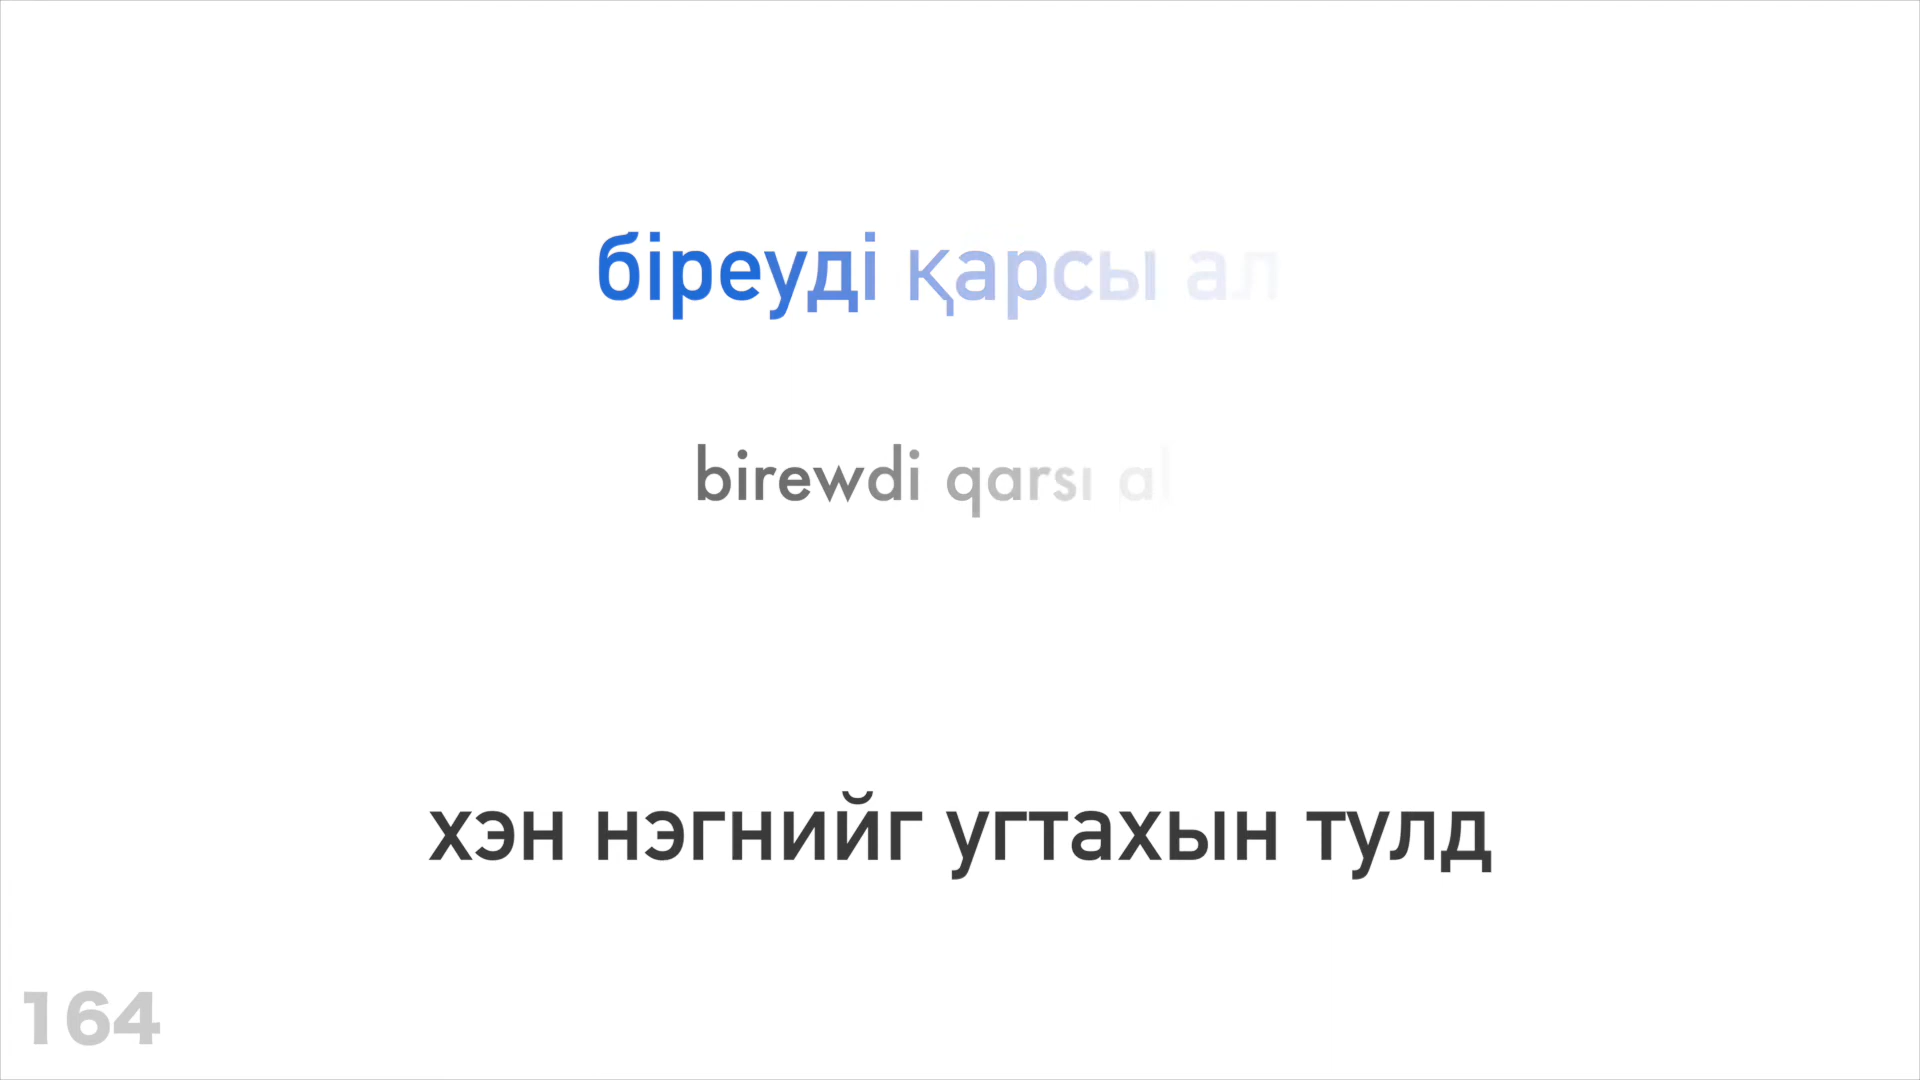 біреуді қарсы ал
birewdi qarsı al
хэн нэгнийг угтахын тулд
164